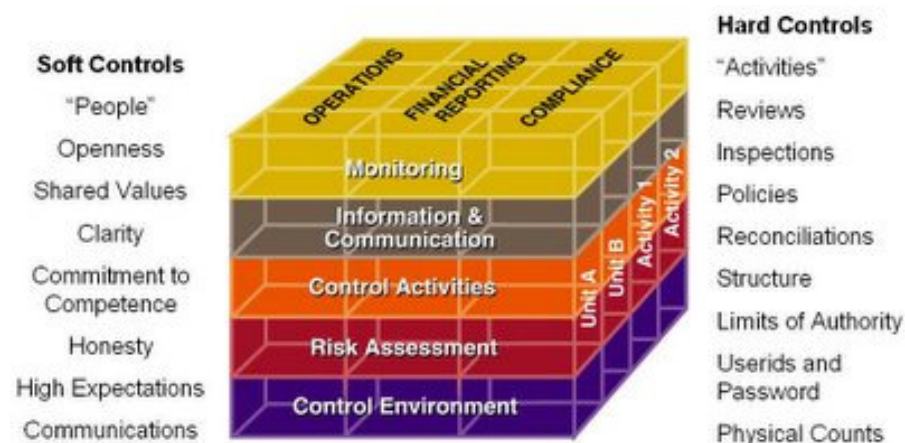 Soft Controls
"People"
Openness
Shared Values
Clarity
Commitment to
Competence
Honesty
High Expectations
Communications
OPERATIONS
FINANCIAL
REPORTING
COMPLIANCE
Monitoring
Information &
Communication
Control Activities
Risk Assessment
Control Environment
Unit A
Unit B
Activity 1
Activity 2
Hard Controls
"Activities"
Reviews
Inspections
Policies
Reconciliations
Structure
Limits of Authority
Userids and
Password
Physical Counts